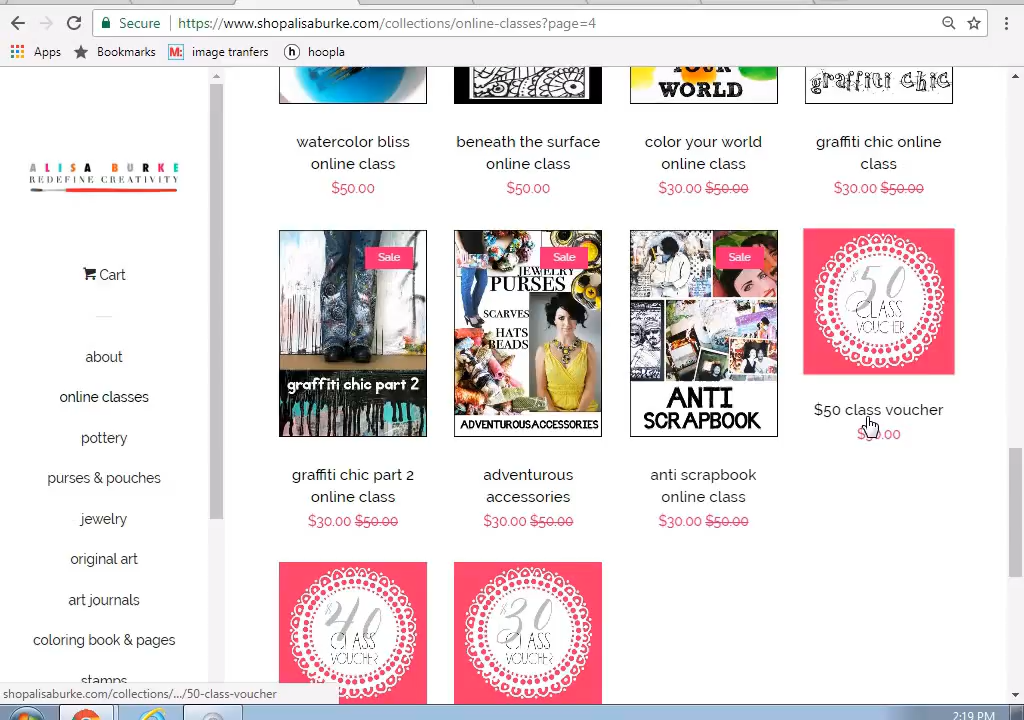 Secure
https://www.shopalisaburke.com/collections/online-classes?page=4
Apps
Bookmarks
M:
image tranfers
h
hoopla
ALISA BURKE
REDEFINE CREATIVITY
Cart
about
online classes
pottery
purses & pouches
jewelry
original art
art journals
coloring book & pages
stamps
YOUR
WORLD
graffiti chic
watercolor bliss
online class
$50.00
beneath the surface
online class
$50.00
color your world
online class
$30.00 $50.00
graffiti chic online
class
$30.00 $50.00
Sale
graffiti chic part 2
Sale
JEWELRY
PURSES
SCARVES
HATS
BEADS
ADVENTUROUS ACCESSORIES
Sale
ANTI
SCRAPBOOK
$50
CLASS
VOUCHER
$50 class voucher
graffiti chic part 2
online class
$30.00 $50.00
adventurous
accessories
$30.00 $50.00
anti scrapbook
online class
$30.00 $50.00
$40
CLASS
VOUCHER
$30
CLASS
VOUCHER
shopalisaburke.com/collections/.../50-class-voucher
2:19 PM